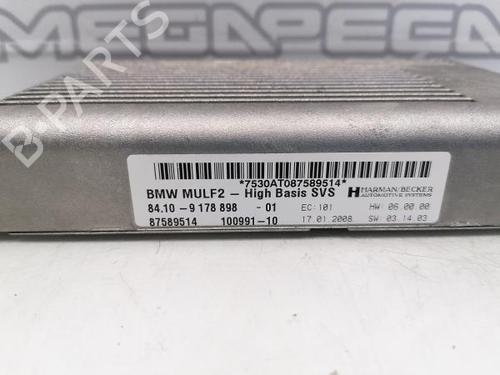 MEGAPEÇA
*7530AT087589514*
BMW MULF2 – High Basis SVS
HARMAN/BECKER
AUTOMOTIVE SYSTEMS
84.10 – 9 178 898 - 01
EC: 101
HW: 06.00.00
87589514 100991-10
17.01.2008
SW: 03.14.03
B-PARTS